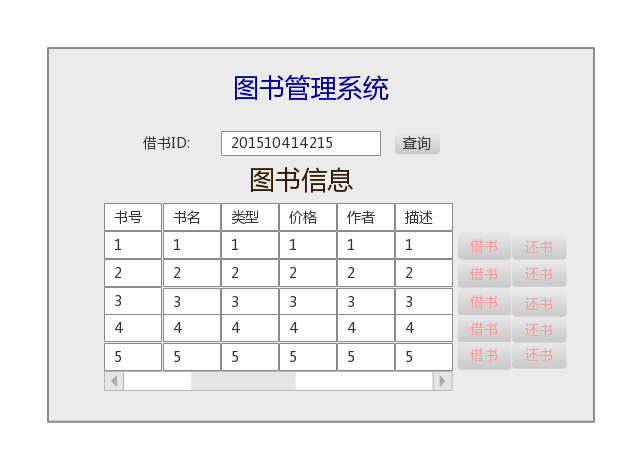 图书管理系统
借书ID: 201510414215 查询
图书信息
书号 书名 类型 价格 作者 描述
1 1 1 1 1 1 借书 还书
2 2 2 2 2 2 借书 还书
3 3 3 3 3 3 借书 还书
4 4 4 4 4 4 借书 还书
5 5 5 5 5 5 借书 还书